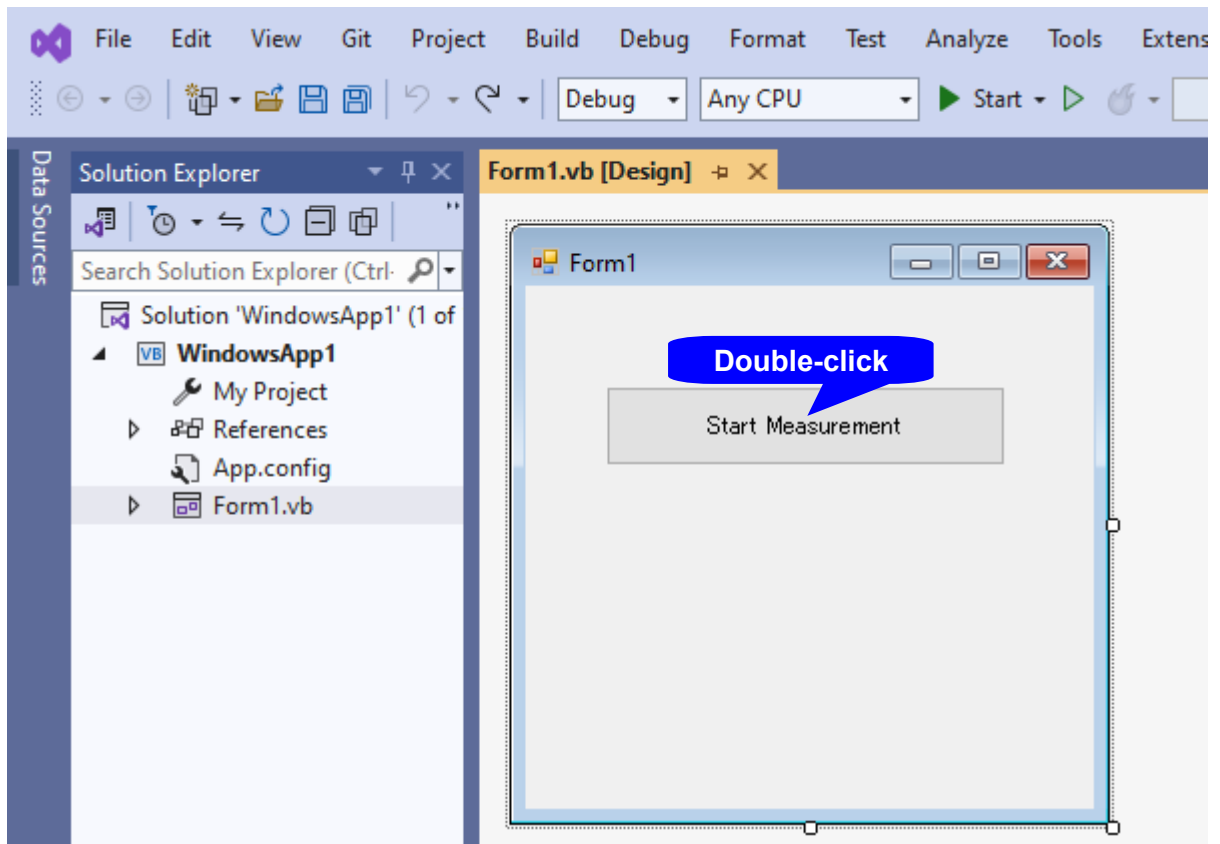 File Edit View Git Project Build Debug Format Test Analyze Tools Extens
Debug Any CPU Start
Data Sources
Solution Explorer
Form1.vb [Design]
Search Solution Explorer (Ctrl-
Solution 'WindowsApp1' (1 of
VB WindowsApp1
My Project
References
App.config
Form1.vb
Form1
Double-click
Start Measurement